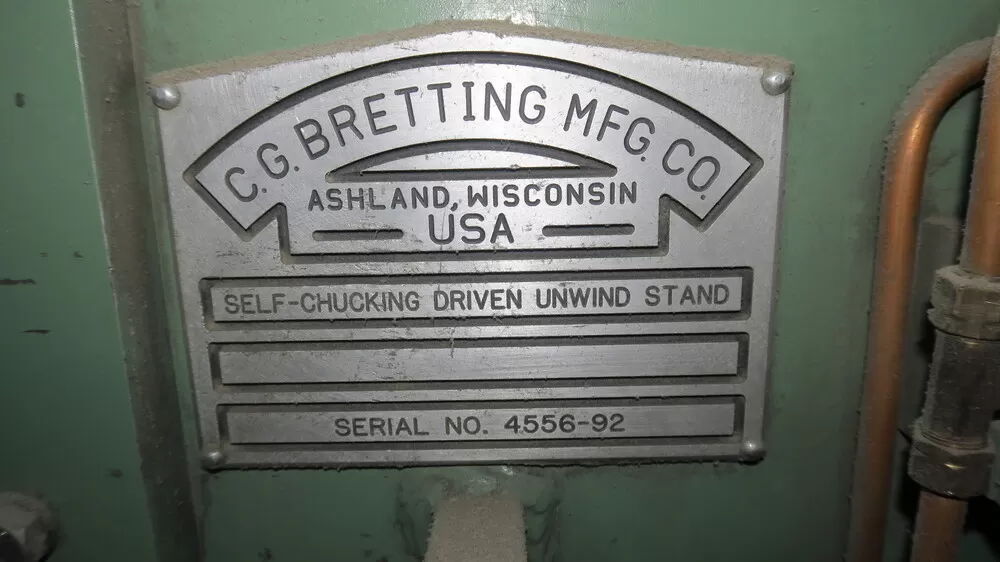 C.G. BRETTING MFG. CO.
ASHLAND, WISCONSIN
USA
SELF-CHUCKING DRIVEN UNWIND STAND
SERIAL NO. 4556-92